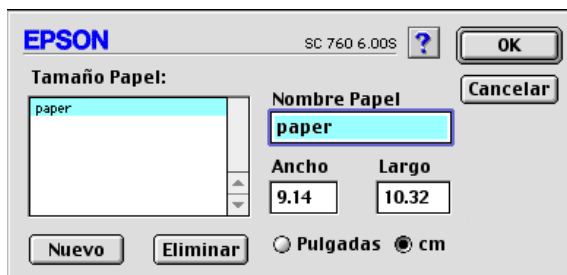 EPSON
SC 760 6.00S
?
OK
Tamaño Papel:
Cancelar
paper
Nombre Papel
paper
Ancho
Largo
9.14
10.32
Nuevo
Eliminar
Pulgadas
cm